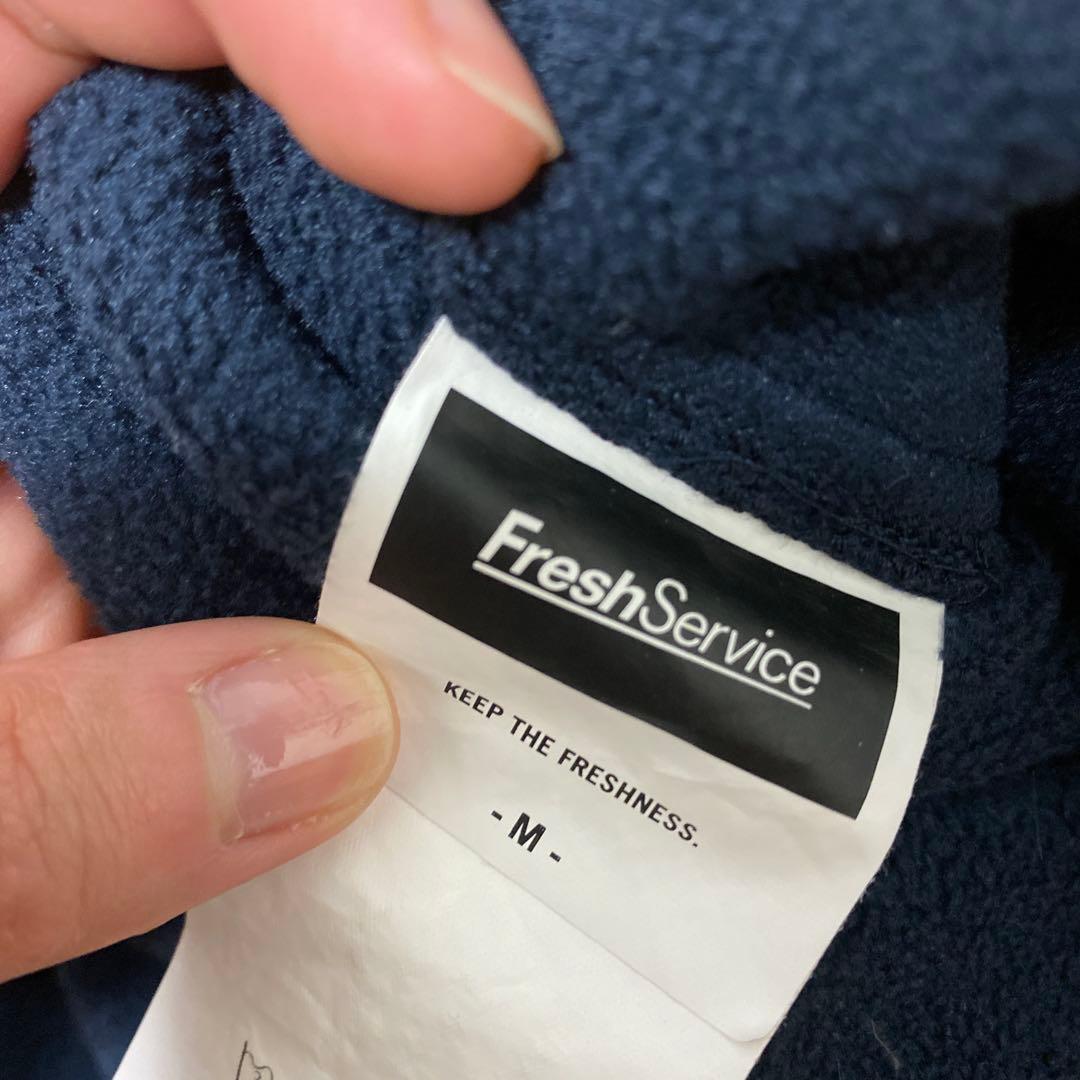 FreshService
KEEP THE FRESHNESS.
- M -